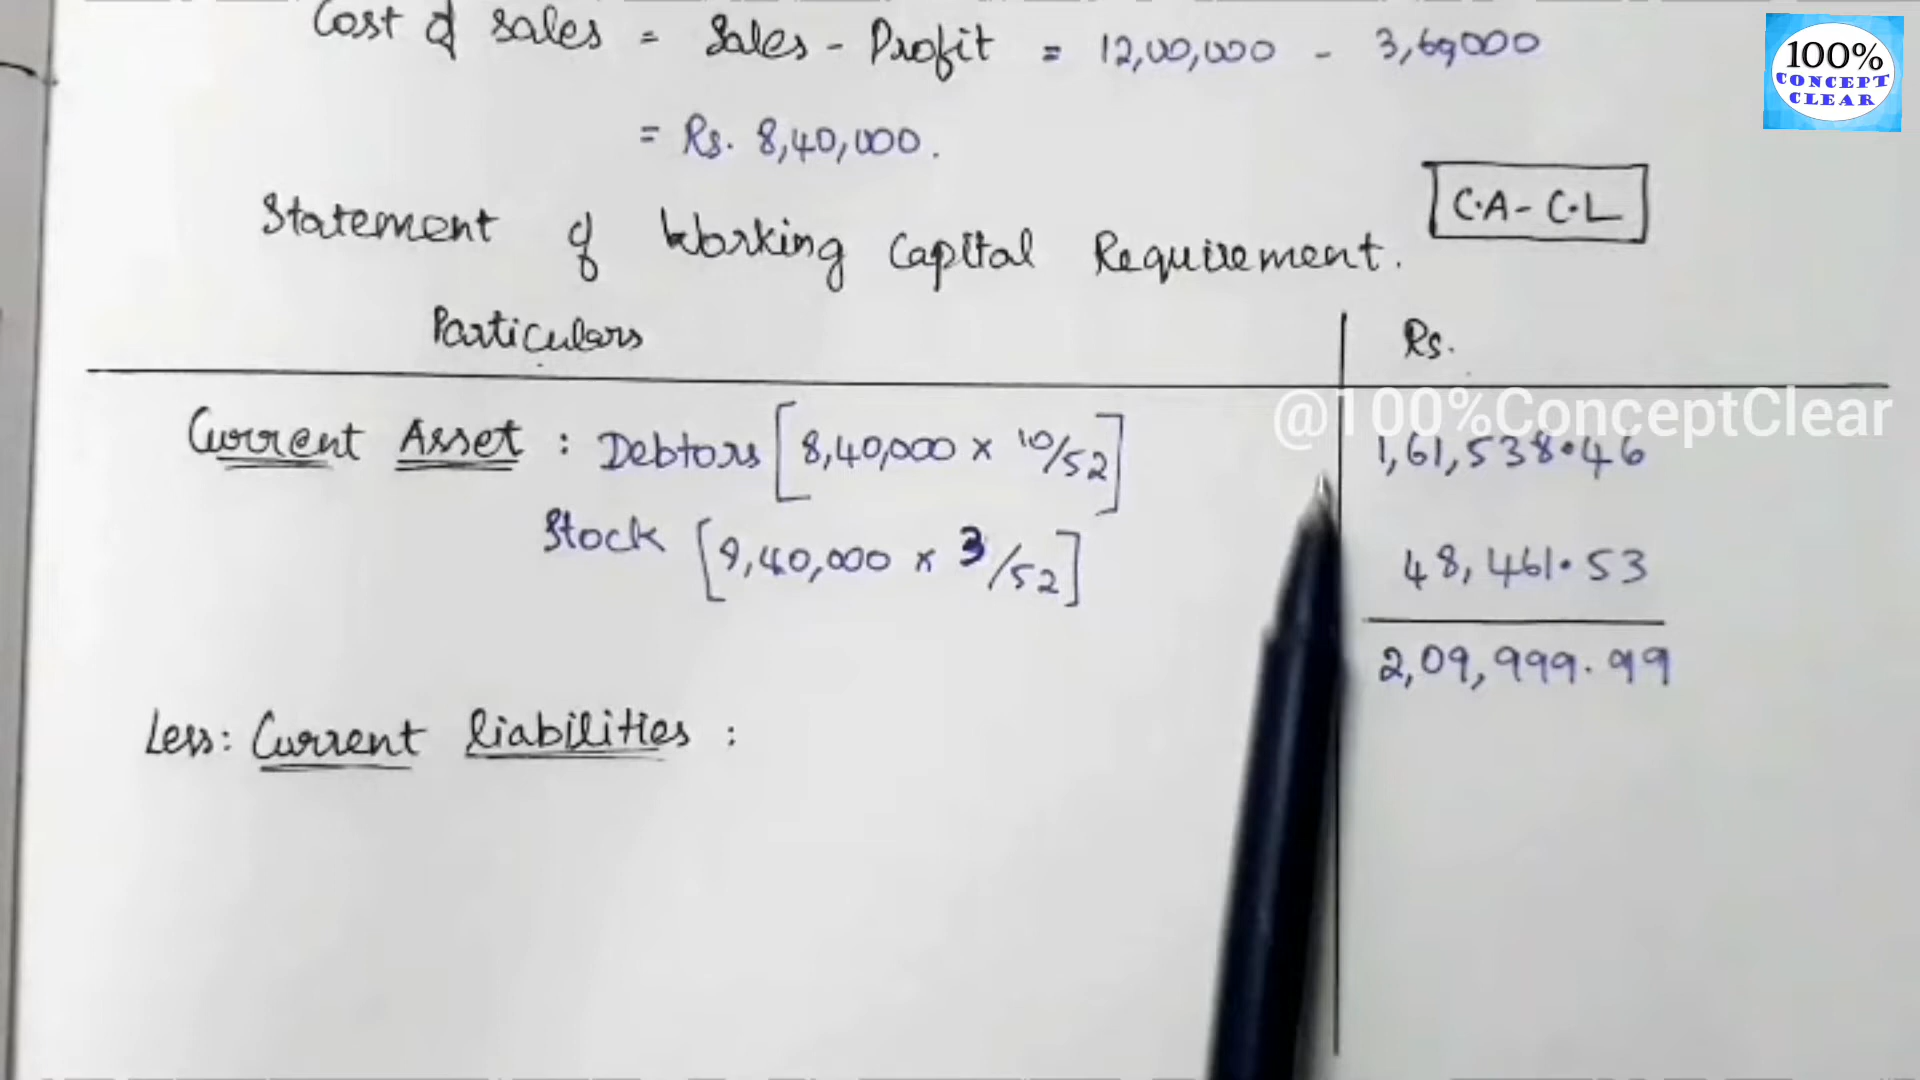 Cost of Sales = Sales - Profit = 12,00,000 - 3,60,000
= Rs. 8,40,000.
100%
CONCEPT
CLEAR
C.A - C.L
Statement of Working Capital Requirement.
Particulars Rs.
@100%ConceptClear
Current Asset : Debtors [8,40,000 × 10/52] 1,61,538.46
Stock [8,40,000 × 3/52] 48,461.53
2,09,999.99
Less: Current liabilities :